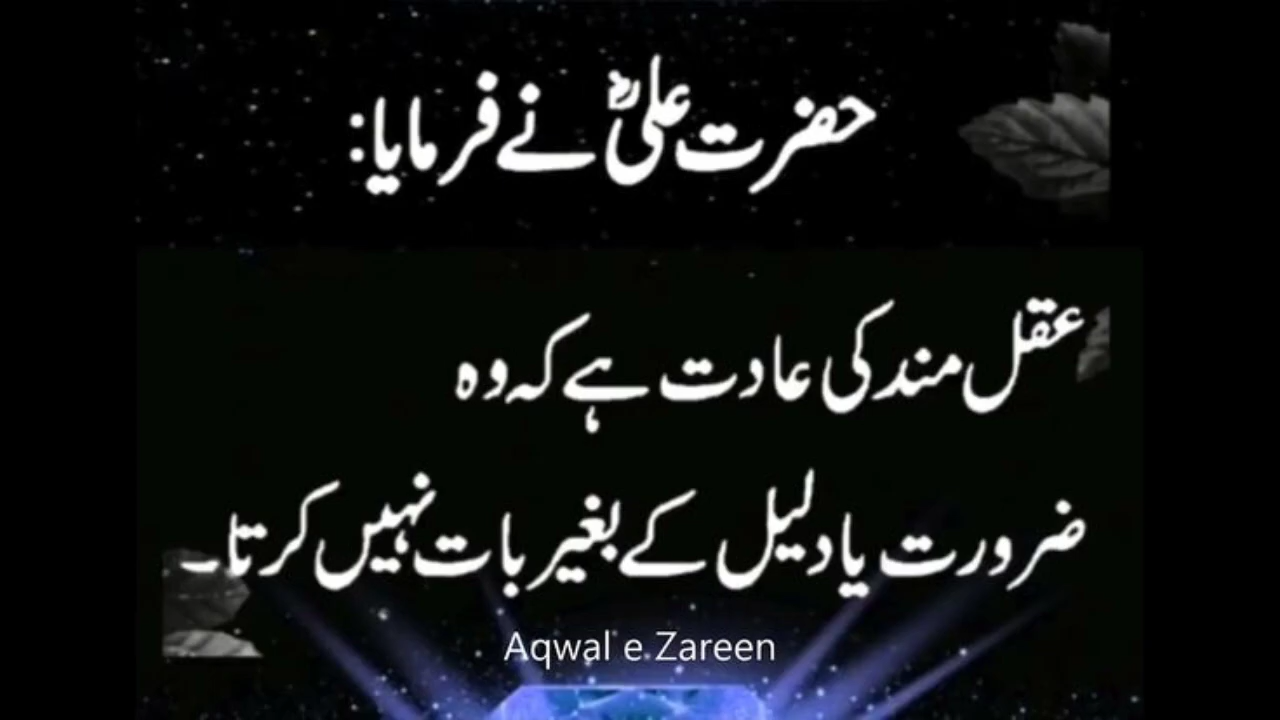 حضرت علیؓ نے فرمایا:
عقل مند کی عادت ہے کہ وہ
ضرورت یا دلیل کے بغیر بات نہیں کرتا۔
Aqwal e Zareen